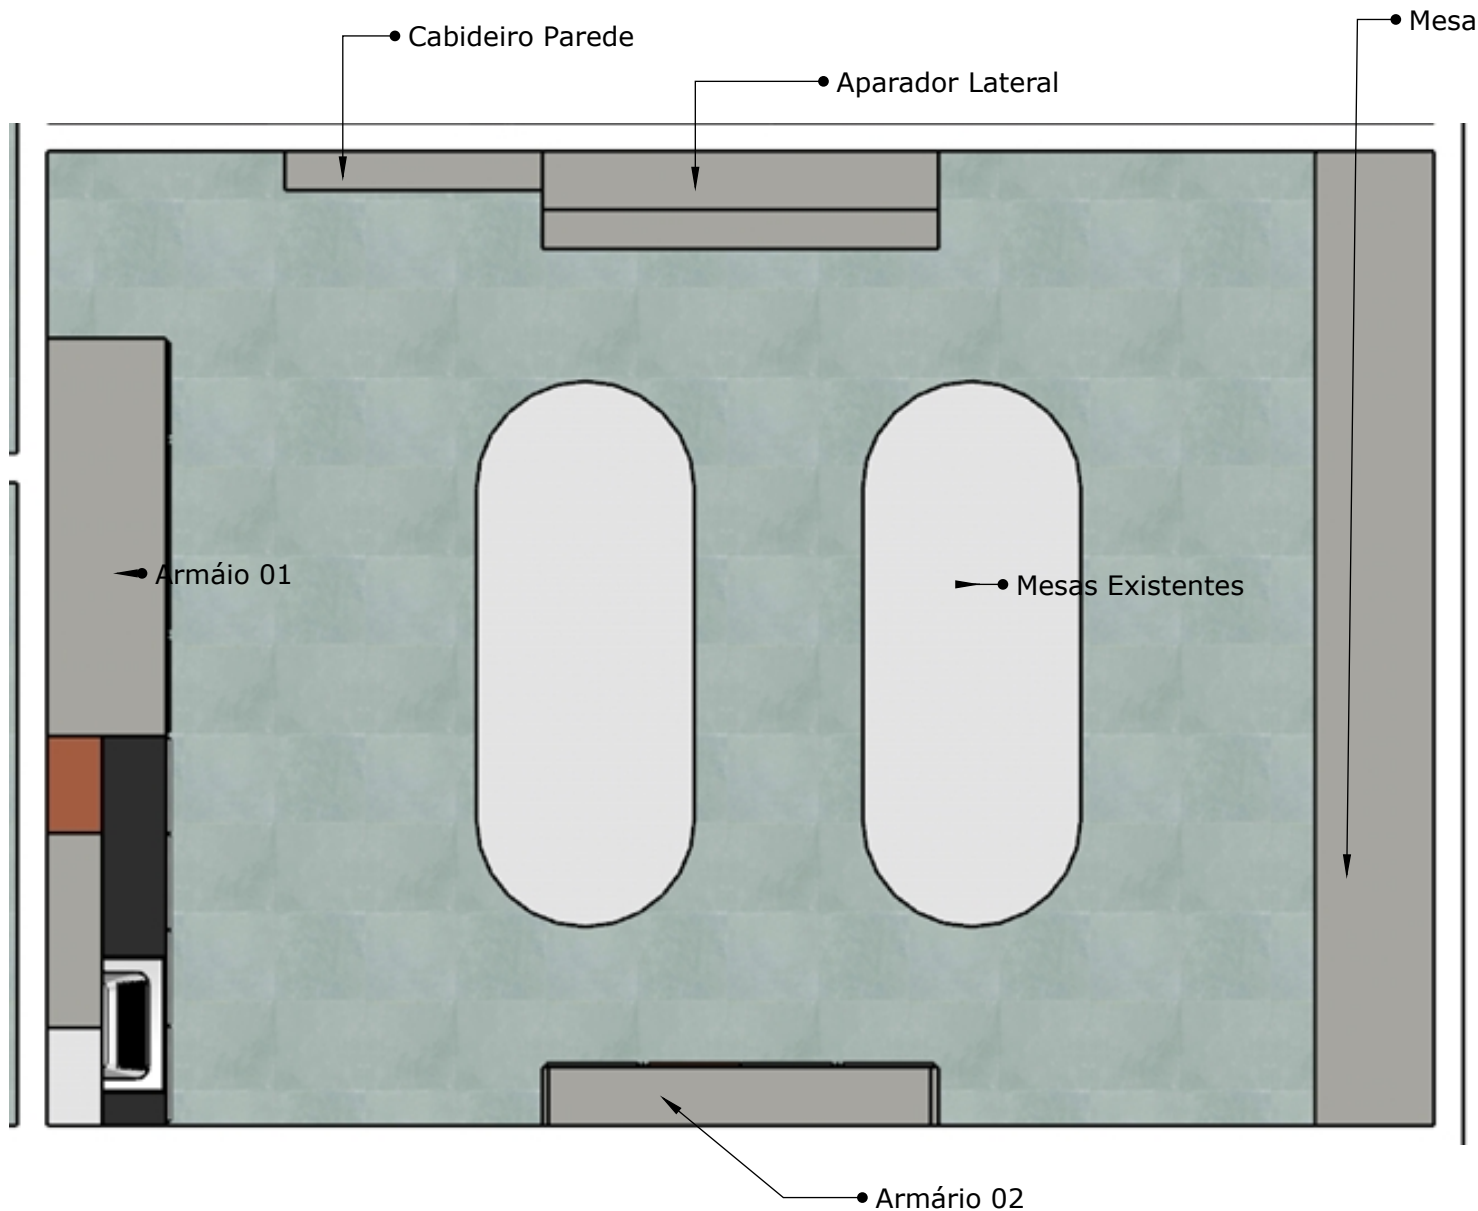 Mesa
Cabideiro Parede
Aparador Lateral
Armáio 01
Mesas Existentes
Armário 02